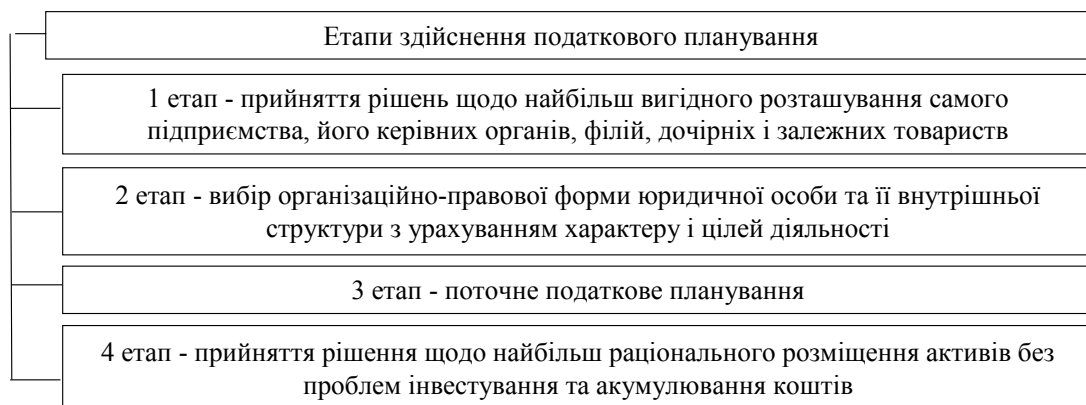 Етапи здійснення податкового планування
1 етап - прийняття рішень щодо найбільш вигідного розташування самого
підприємства, його керівних органів, філій, дочірніх і залежних товариств
2 етап - вибір організаційно-правової форми юридичної особи та її внутрішньої
структури з урахуванням характеру і цілей діяльності
3 етап - поточне податкове планування
4 етап - прийняття рішення щодо найбільш раціонального розміщення активів без
проблем інвестування та акумулювання коштів